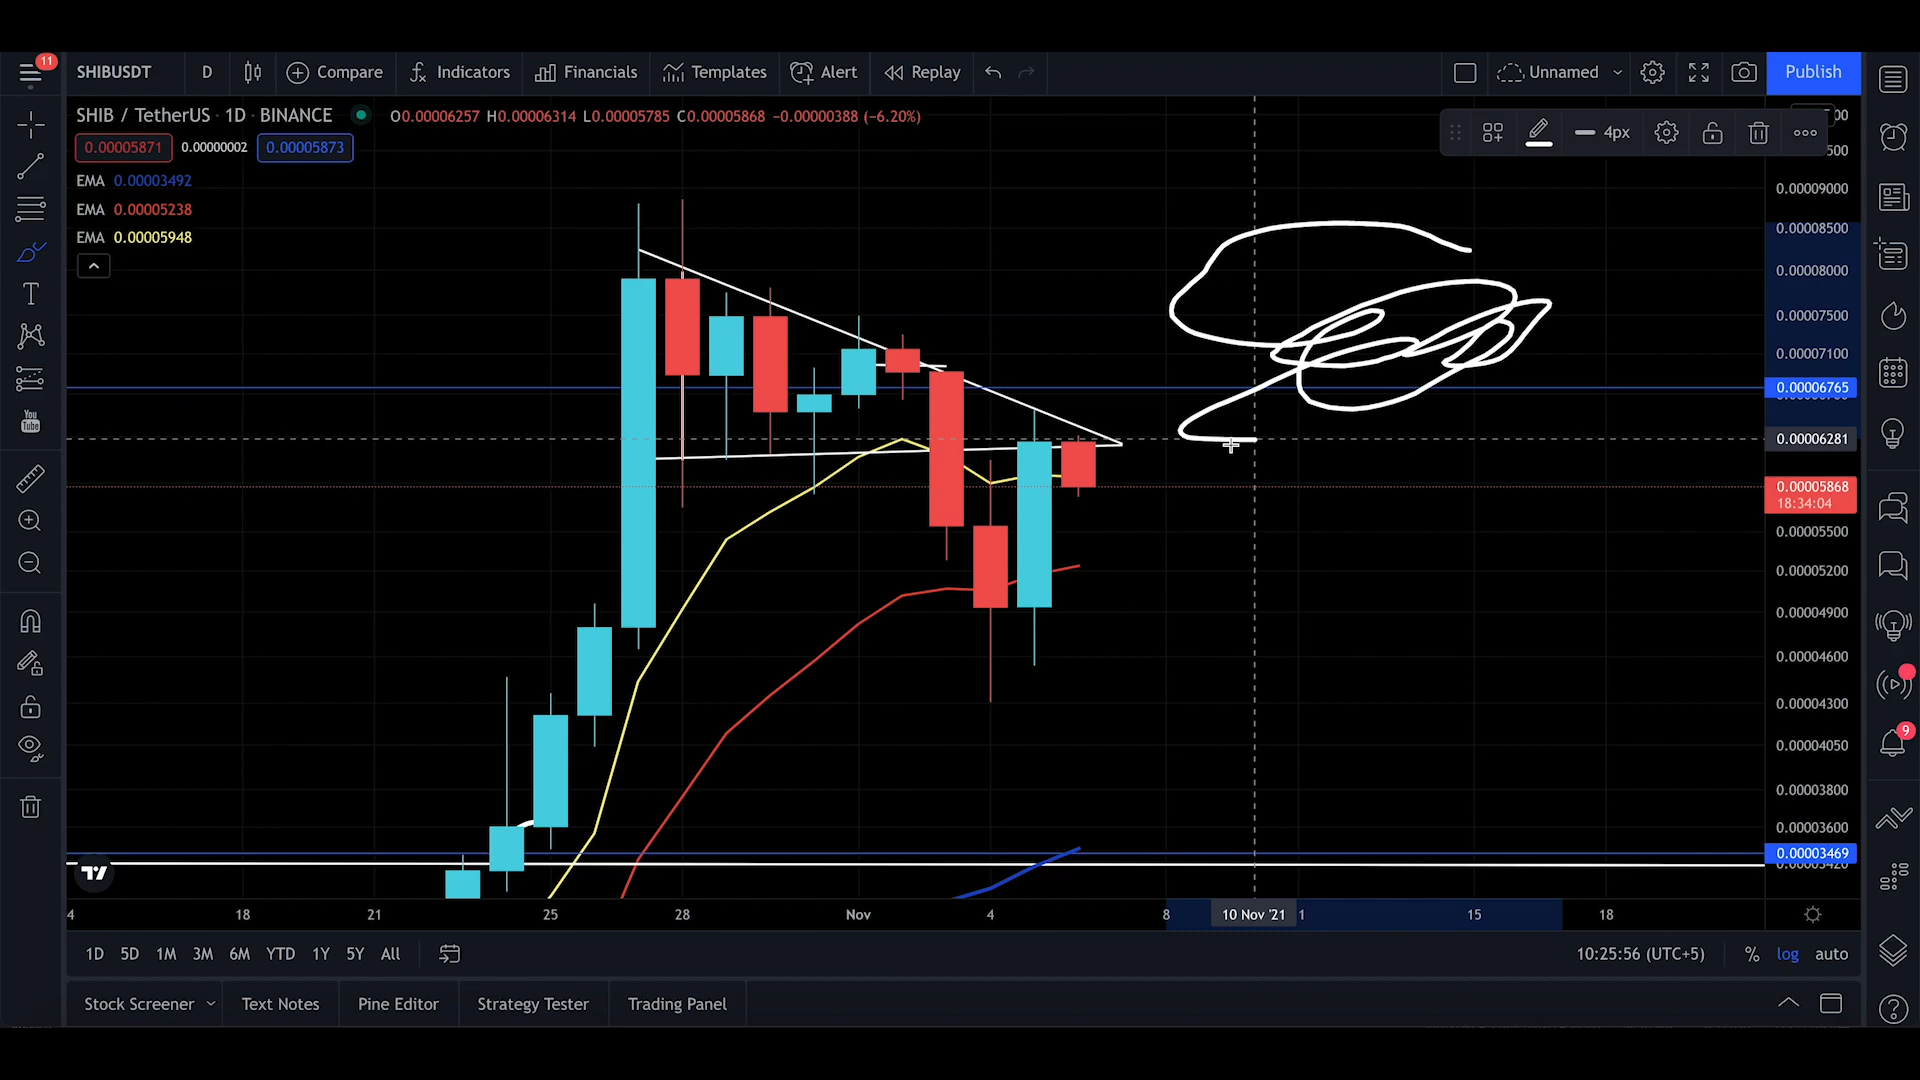 11
SHIBUSDT D Compare Indicators Financials Templates Alert Replay Unnamed Publish
SHIB / TetherUS · 1D · BINANCE O0.00006257 H0.00006314 L0.00005785 C0.00005868 −0.00000388 (−6.20%)
0.00005871 0.00000002 0.00005873
4px
EMA 0.00003492
EMA 0.00005238
EMA 0.00005948
0.00009000
0.00008500
0.00008000
0.00007500
0.00007100
0.00006765
0.00006281
0.00005868
18:34:04
0.00005500
0.00005200
0.00004900
0.00004600
0.00004300
0.00004050
0.00003800
0.00003600
0.00003469
You
Tube
9
4 18 21 25 28 Nov 4 8 10 Nov '21 1 15 18
1D 5D 1M 3M 6M YTD 1Y 5Y All 10:25:56 (UTC+5) % log auto
Stock Screener Text Notes Pine Editor Strategy Tester Trading Panel